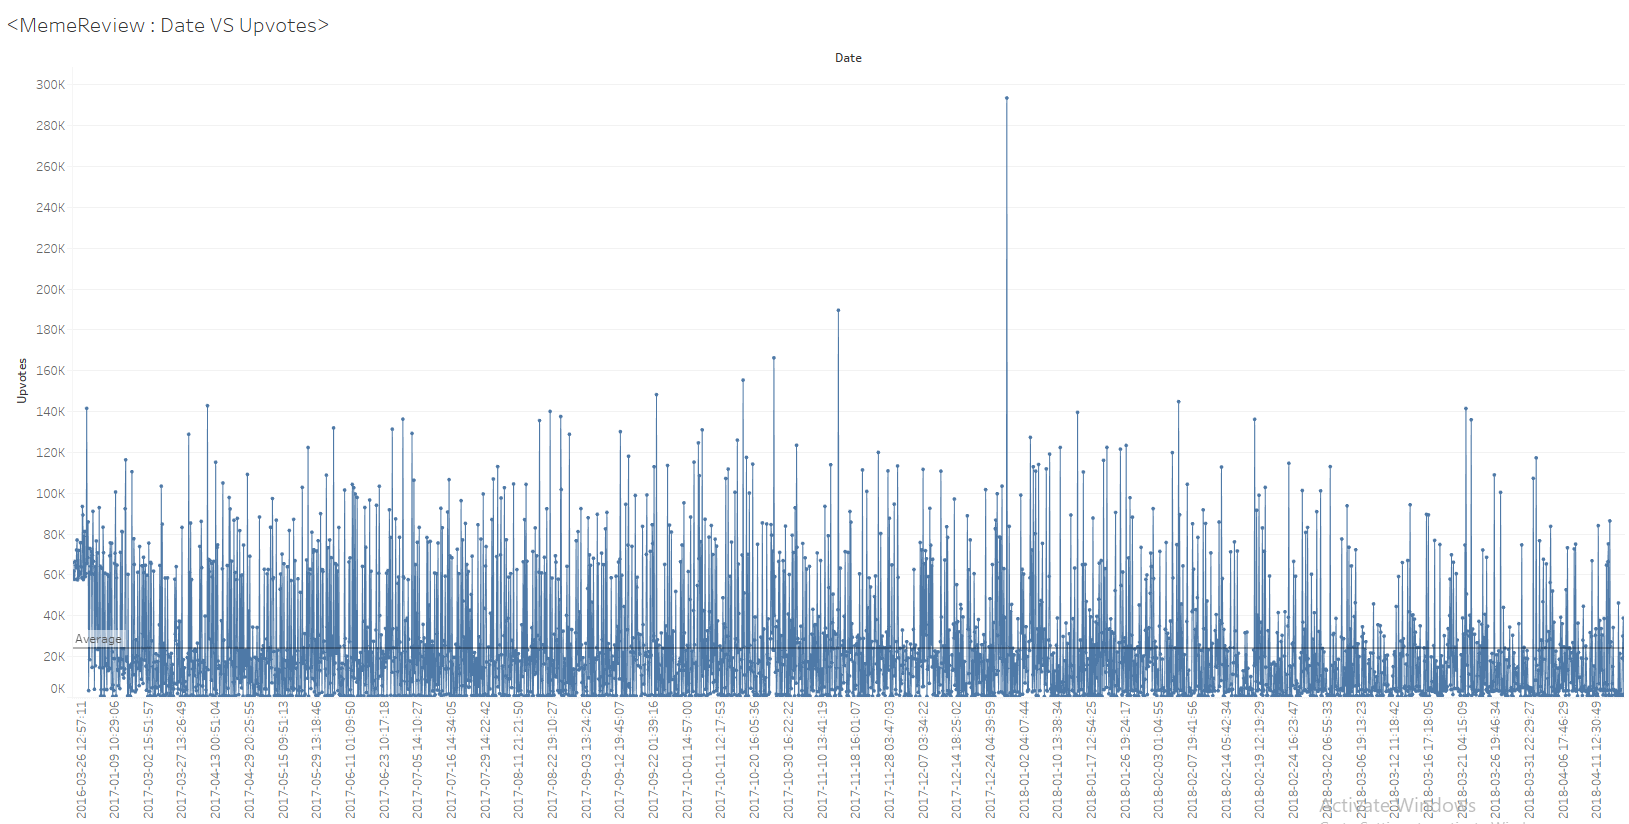 <MemeReview : Date VS Upvotes>
Date
300K
280K
260K
240K
220K
200K
180K
160K
140K
120K
100K
80K
60K
40K
20K
0K
Upvotes
Average
2016-03-26 12:57:11
2017-01-09 10:29:06
2017-03-02 15:51:57
2017-03-27 13:26:49
2017-04-13 00:51:04
2017-04-29 20:25:55
2017-05-15 09:51:13
2017-05-29 13:19:46
2017-06-11 01:09:50
2017-06-23 10:17:18
2017-07-05 14:10:27
2017-07-16 14:34:05
2017-07-29 14:22:42
2017-08-11 21:21:50
2017-08-22 19:10:27
2017-09-03 13:24:26
2017-09-12 19:45:07
2017-09-22 01:39:16
2017-10-01 14:57:00
2017-10-11 12:17:53
2017-10-20 16:05:36
2017-10-30 16:22:22
2017-11-10 13:41:19
2017-11-18 16:01:07
2017-11-28 03:47:03
2017-12-07 03:34:22
2017-12-14 18:25:02
2017-12-24 04:39:59
2018-01-02 04:07:44
2018-01-10 13:38:34
2018-01-17 12:54:25
2018-01-26 19:24:17
2018-02-03 01:04:55
2018-02-07 19:41:56
2018-02-14 05:42:34
2018-02-19 12:19:29
2018-02-24 16:23:47
2018-03-02 06:55:33
2018-03-06 19:13:23
2018-03-12 11:18:42
2018-03-16 17:18:05
2018-03-21 04:15:09
2018-03-26 19:46:34
2018-03-31 22:29:27
2018-04-06 17:46:29
2018-04-11 12:30:49
Activate Windows